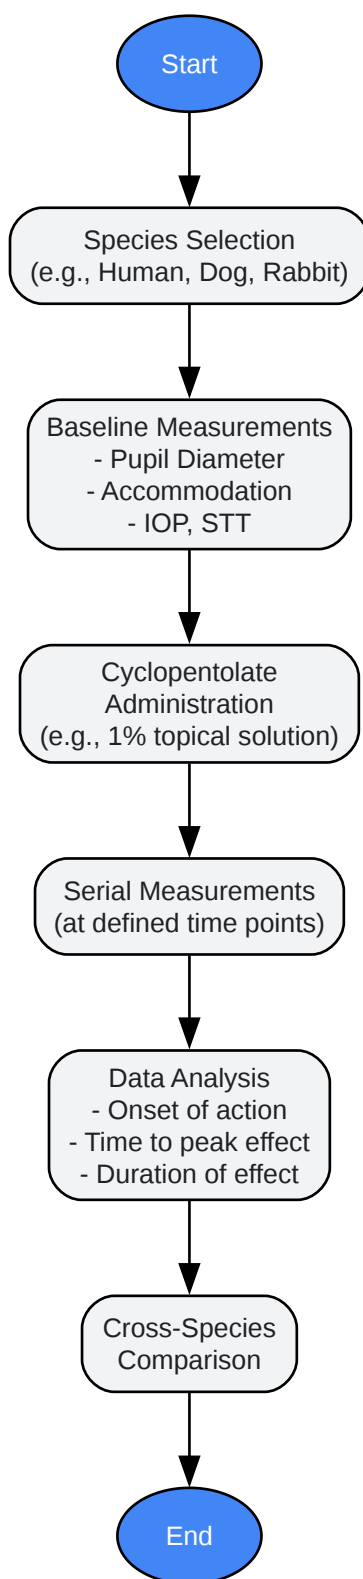 Start
Species Selection
(e.g., Human, Dog, Rabbit)
Baseline Measurements
- Pupil Diameter
- Accommodation
- IOP, STT
Cyclopentolate
Administration
(e.g., 1% topical solution)
Serial Measurements
(at defined time points)
Data Analysis
- Onset of action
- Time to peak effect
- Duration of effect
Cross-Species
Comparison
End